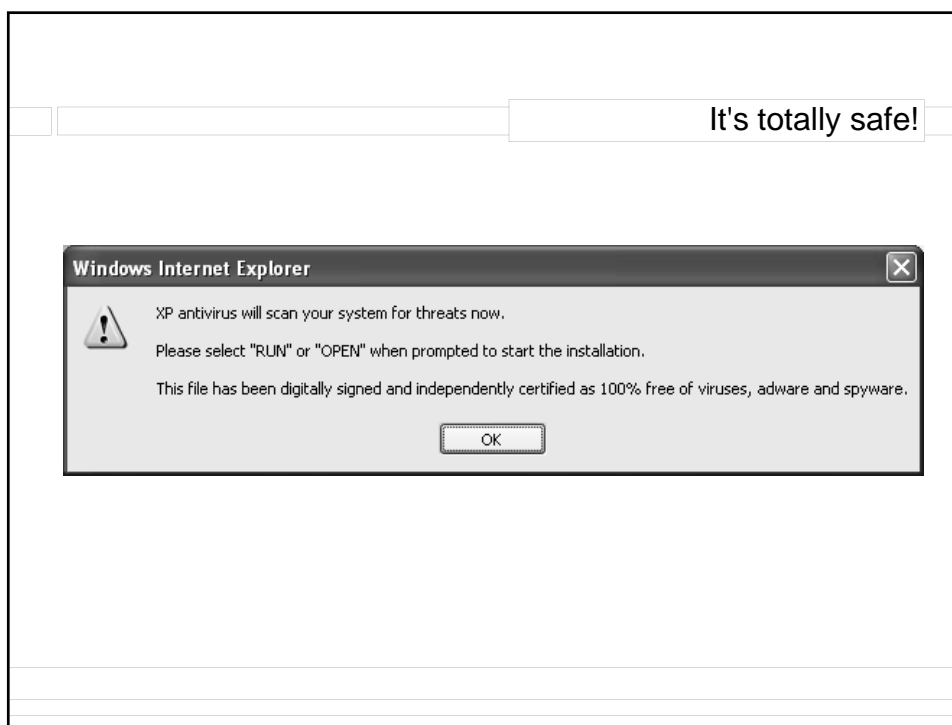 It's totally safe!
Windows Internet Explorer
XP antivirus will scan your system for threats now.
Please select "RUN" or "OPEN" when prompted to start the installation.
This file has been digitally signed and independently certified as 100% free of viruses, adware and spyware.
OK